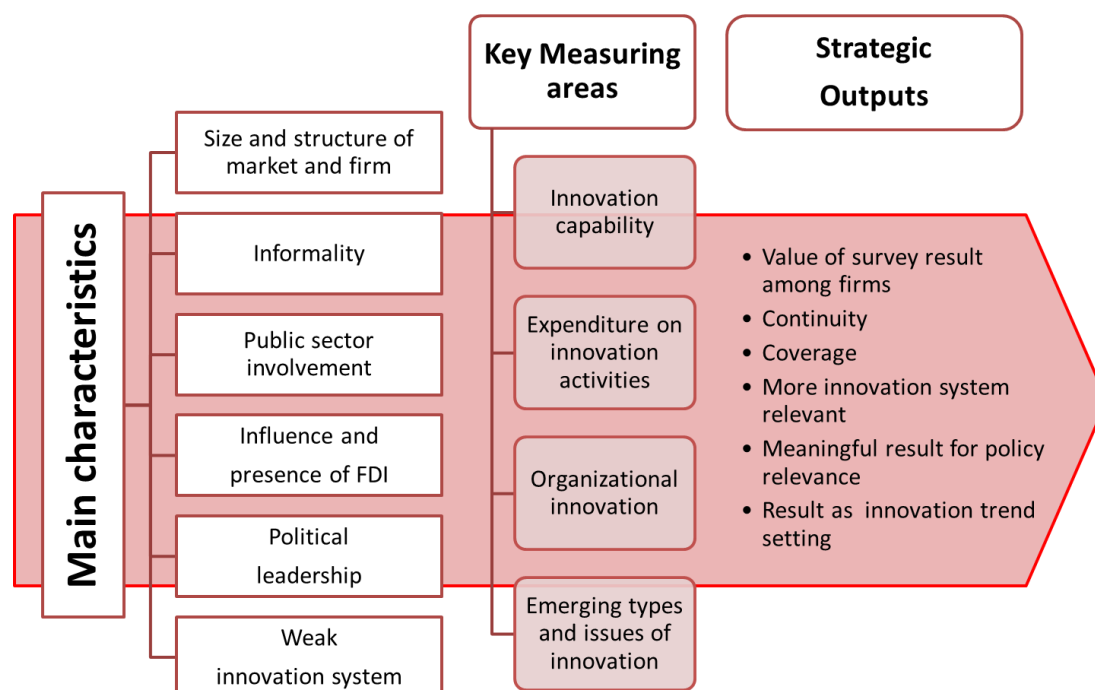 Main characteristics
Size and structure of
market and firm
Informality
Public sector
involvement
Influence and
presence of FDI
Political
leadership
Weak
innovation system
Key Measuring
areas
Innovation
capability
Expenditure on
innovation
activities
Organizational
innovation
Emerging types
and issues of
innovation
Strategic
Outputs
• Value of survey result
among firms
• Continuity
• Coverage
• More innovation system
relevant
• Meaningful result for policy
relevance
• Result as innovation trend
setting